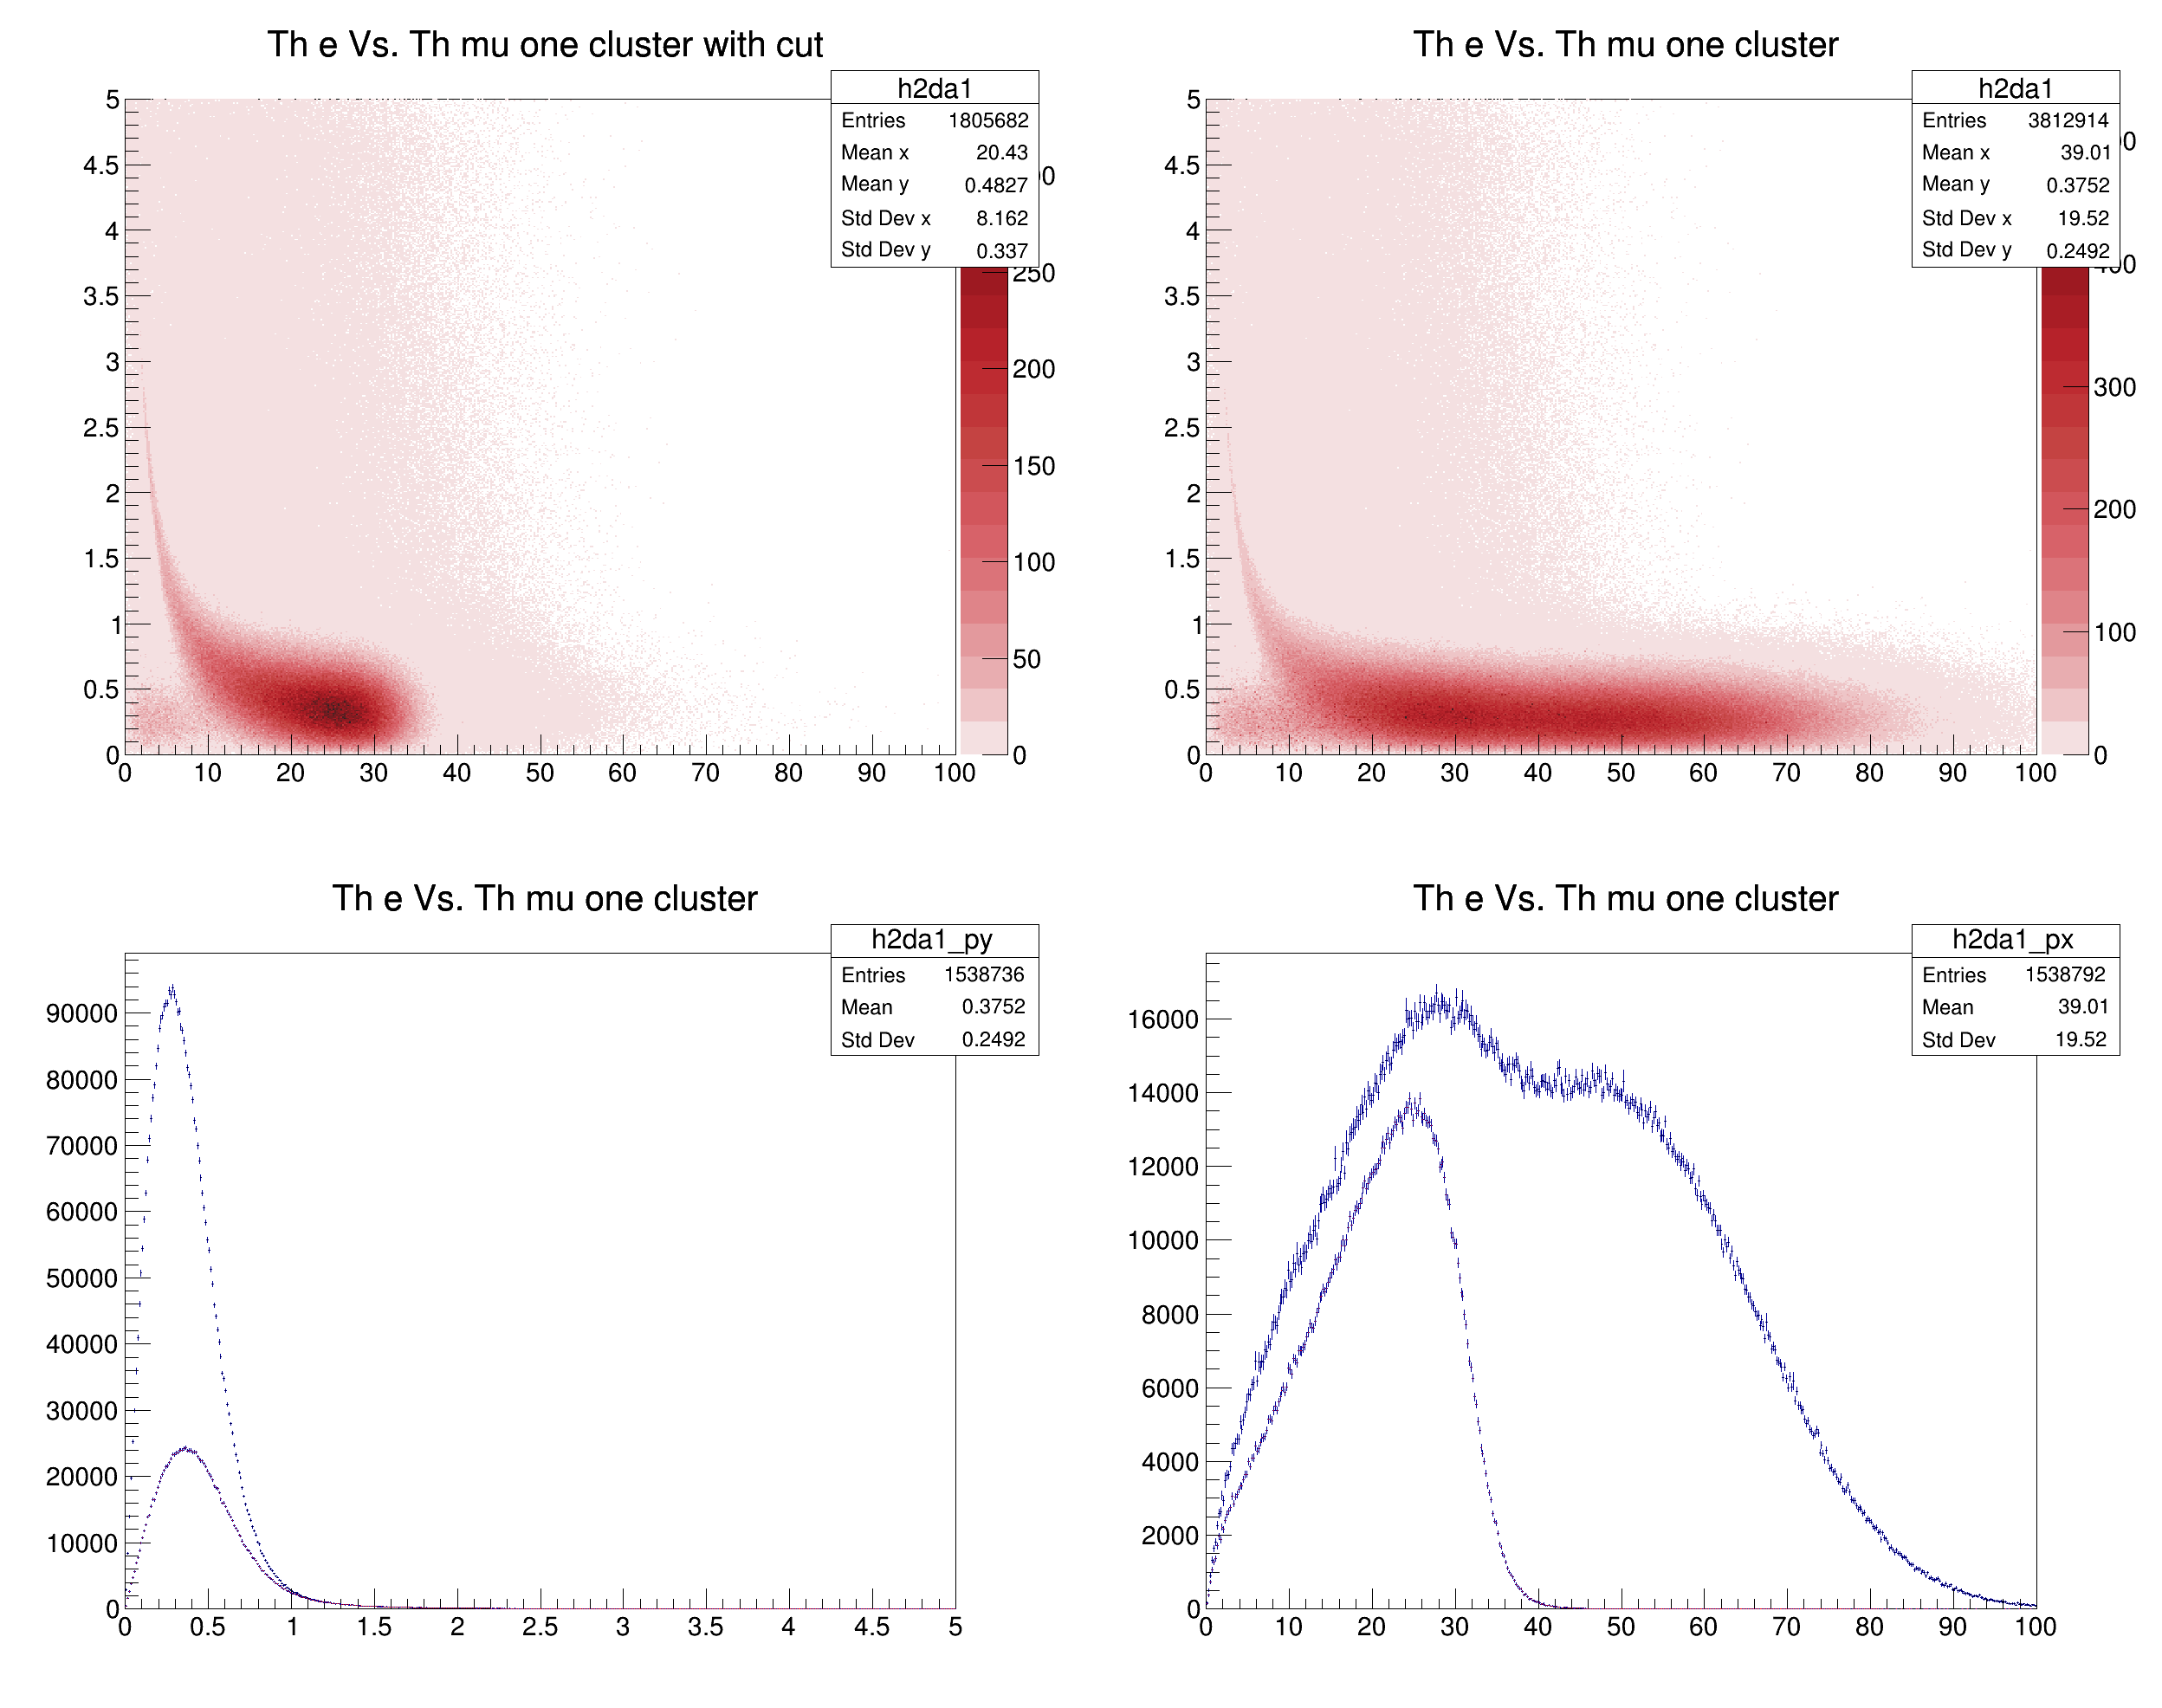 Th e Vs. Th mu one cluster with cut
h2da1
Entries 1805682
Mean x 20.43
Mean y 0.4827
Std Dev x 8.162
Std Dev y 0.337
5
4.5
4
3.5
3
2.5
2
1.5
1
0.5
0
0 10 20 30 40 50 60 70 80 90 100
250
200
150
100
50
0
Th e Vs. Th mu one cluster
h2da1
Entries 3812914
Mean x 39.01
Mean y 0.3752
Std Dev x 19.52
Std Dev y 0.2492
5
4.5
4
3.5
3
2.5
2
1.5
1
0.5
0
0 10 20 30 40 50 60 70 80 90 100
300
200
100
0
Th e Vs. Th mu one cluster
h2da1_py
Entries 1538736
Mean 0.3752
Std Dev 0.2492
90000
80000
70000
60000
50000
40000
30000
20000
10000
0
0 0.5 1 1.5 2 2.5 3 3.5 4 4.5 5
Th e Vs. Th mu one cluster
h2da1_px
Entries 1538792
Mean 39.01
Std Dev 19.52
16000
14000
12000
10000
8000
6000
4000
2000
0
0 10 20 30 40 50 60 70 80 90 100